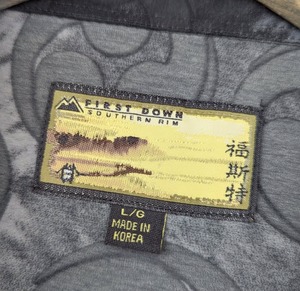 FIRST DOWN
SOUTHERN RIM
福斯特
L/G
MADE IN
KOREA